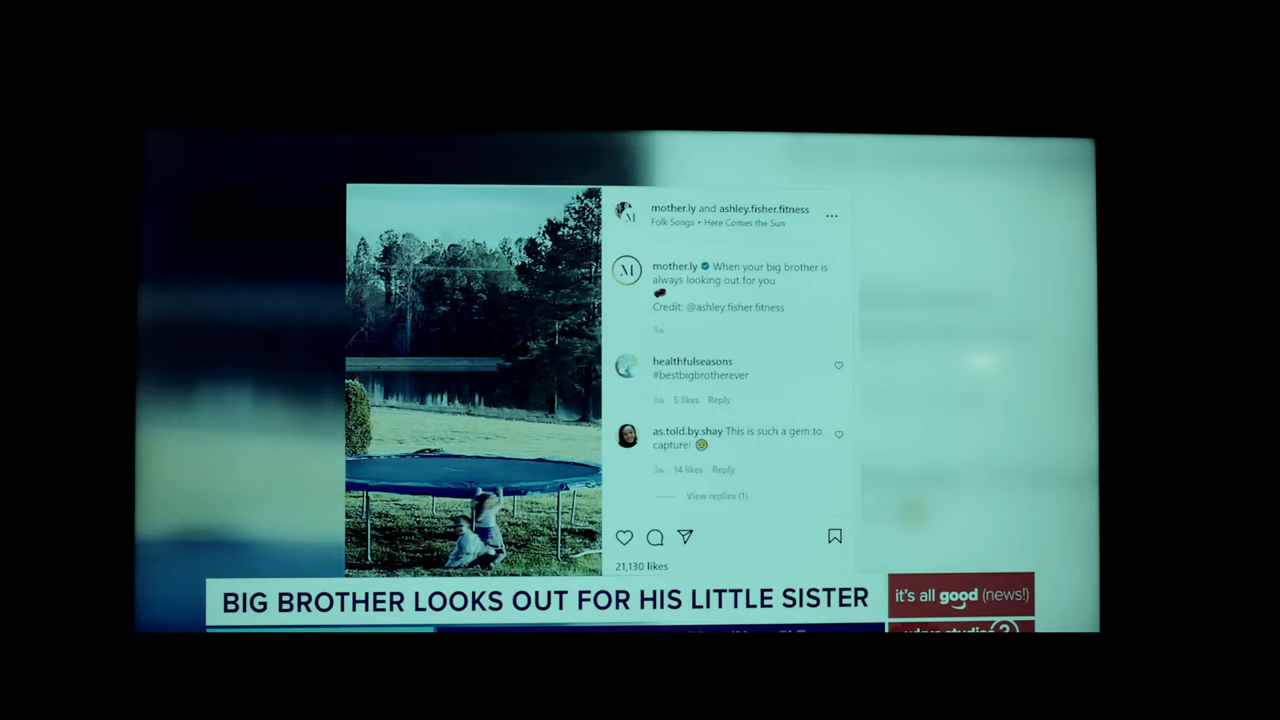 mother.ly and ashley.fisher.fitness
Folk Songs • Here Comes the Sun
M
mother.ly When your big brother is
always looking out for you
Credit: @ashley.fisher.fitness
3w
healthfulseasons
#bestbigbrotherever
3w 5 likes Reply
as.told.by.shay This is such a gem to
capture!
3w 14 likes Reply
View replies (1)
21,130 likes
BIG BROTHER LOOKS OUT FOR HIS LITTLE SISTER
it's all good (news!)